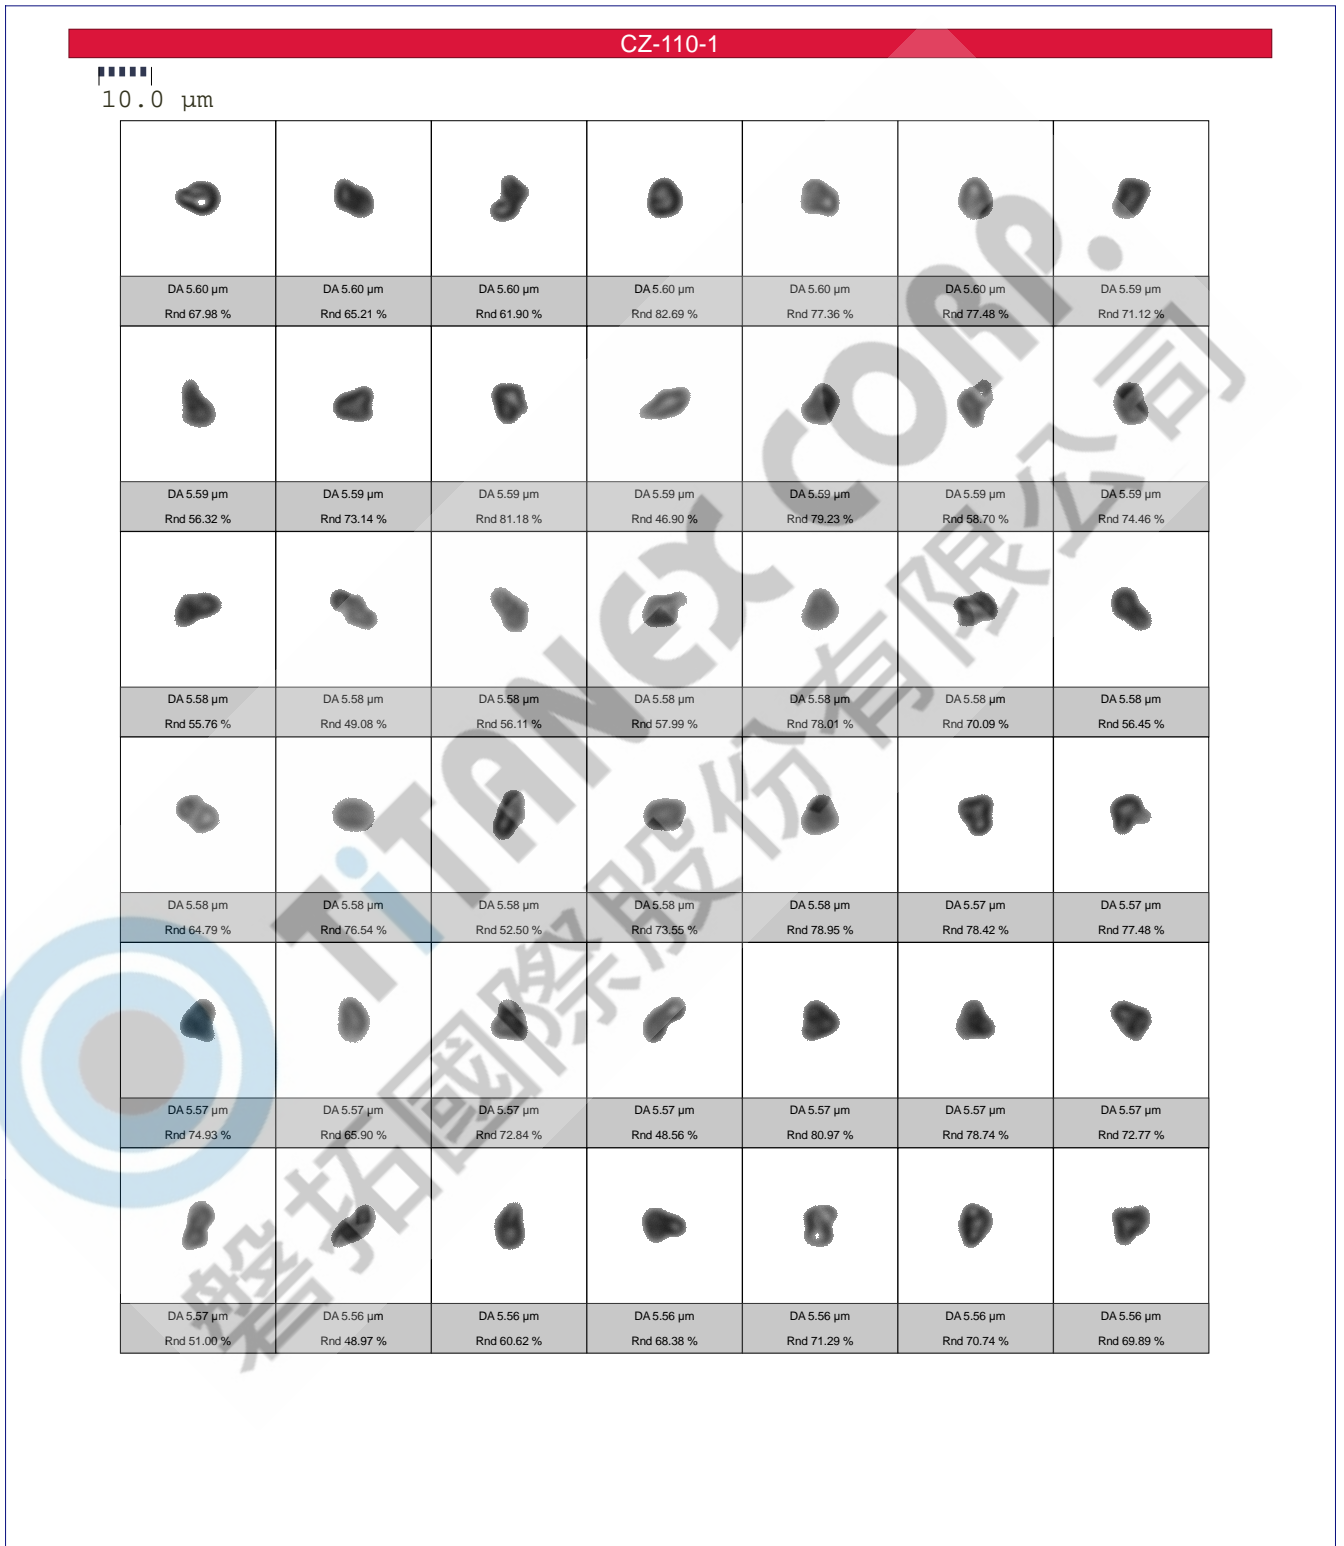 CZ-110-1
10.0 µm
DA 5.60 µm DA 5.60 µm DA 5.60 µm DA 5.60 µm DA 5.60 µm DA 5.60 µm DA 5.59 µm
Rnd 67.98 % Rnd 65.21 % Rnd 61.90 % Rnd 82.69 % Rnd 77.36 % Rnd 77.48 % Rnd 71.12 %
DA 5.59 µm DA 5.59 µm DA 5.59 µm DA 5.59 µm DA 5.59 µm DA 5.59 µm DA 5.59 µm
Rnd 56.32 % Rnd 73.14 % Rnd 81.18 % Rnd 46.90 % Rnd 79.23 % Rnd 58.70 % Rnd 74.46 %
DA 5.58 µm DA 5.58 µm DA 5.58 µm DA 5.58 µm DA 5.58 µm DA 5.58 µm DA 5.58 µm
Rnd 55.76 % Rnd 49.08 % Rnd 56.11 % Rnd 57.99 % Rnd 78.01 % Rnd 70.09 % Rnd 56.45 %
DA 5.58 µm DA 5.58 µm DA 5.58 µm DA 5.58 µm DA 5.58 µm DA 5.57 µm DA 5.57 µm
Rnd 64.79 % Rnd 76.54 % Rnd 52.50 % Rnd 73.55 % Rnd 78.95 % Rnd 78.42 % Rnd 77.48 %
DA 5.57 µm DA 5.57 µm DA 5.57 µm DA 5.57 µm DA 5.57 µm DA 5.57 µm DA 5.57 µm
Rnd 74.93 % Rnd 65.90 % Rnd 72.84 % Rnd 48.56 % Rnd 80.97 % Rnd 78.74 % Rnd 72.77 %
DA 5.57 µm DA 5.56 µm DA 5.56 µm DA 5.56 µm DA 5.56 µm DA 5.56 µm DA 5.56 µm
Rnd 51.00 % Rnd 48.97 % Rnd 60.62 % Rnd 68.38 % Rnd 71.29 % Rnd 70.74 % Rnd 69.89 %
TiTANEX CORP.
磐拓國際股份有限公司